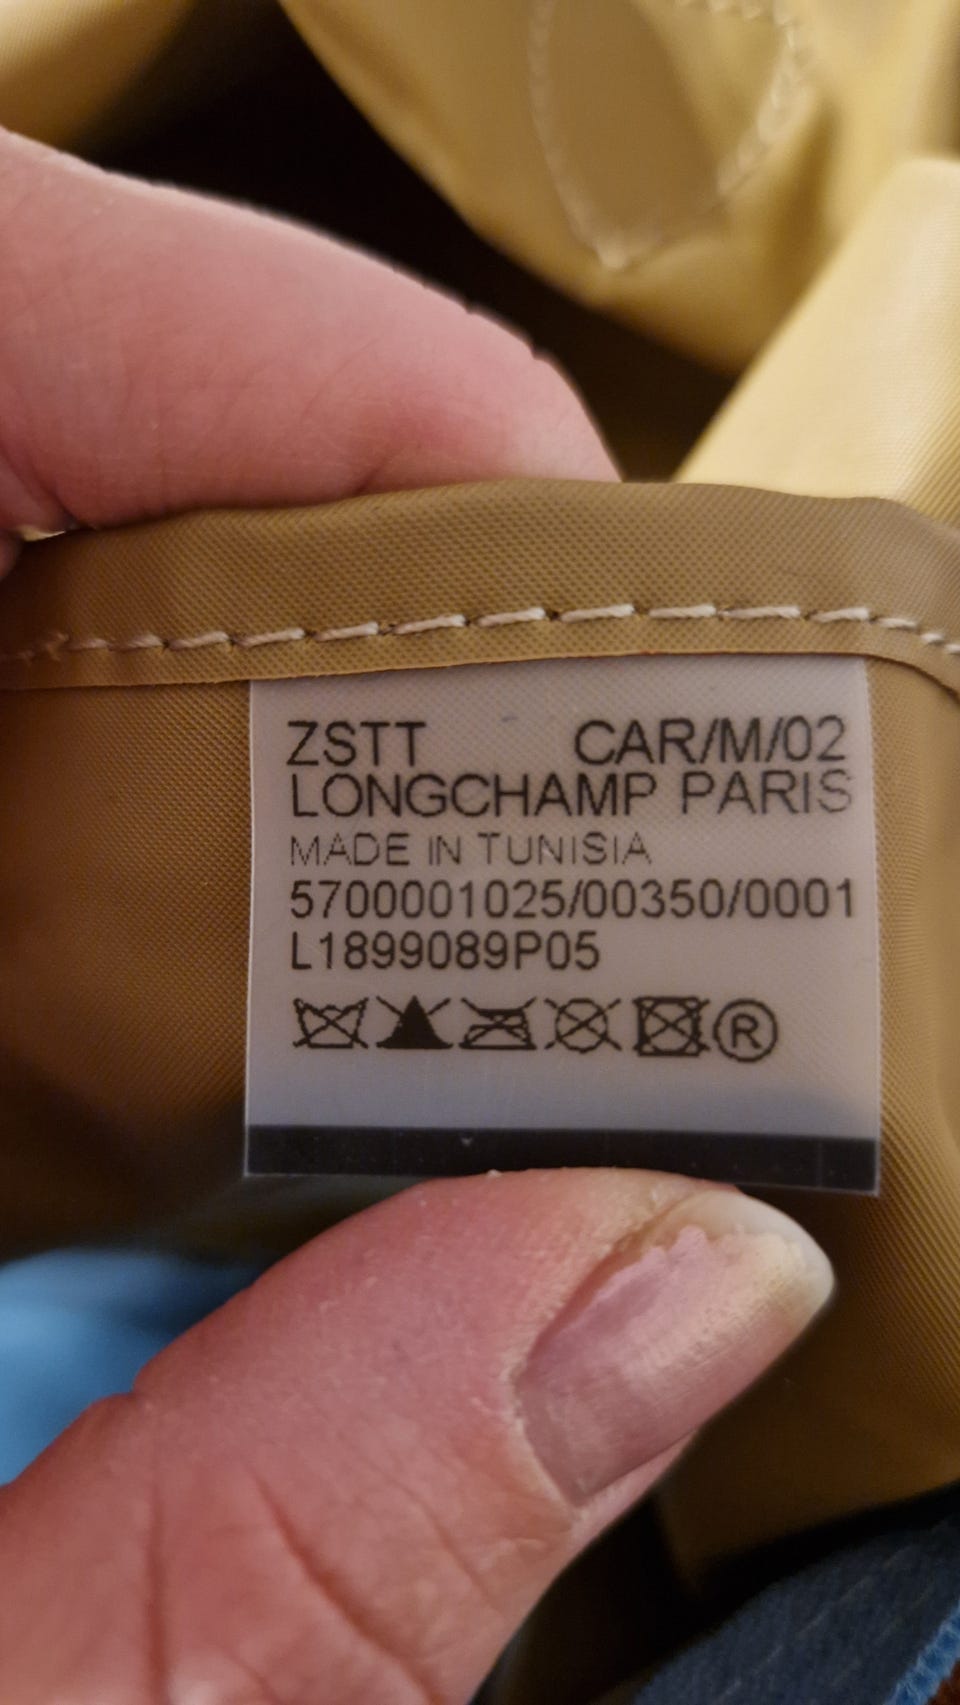 ZSTT CAR/M/02
LONGCHAMP PARIS
MADE IN TUNISIA
5700001025/00350/0001
L1899089P05
®